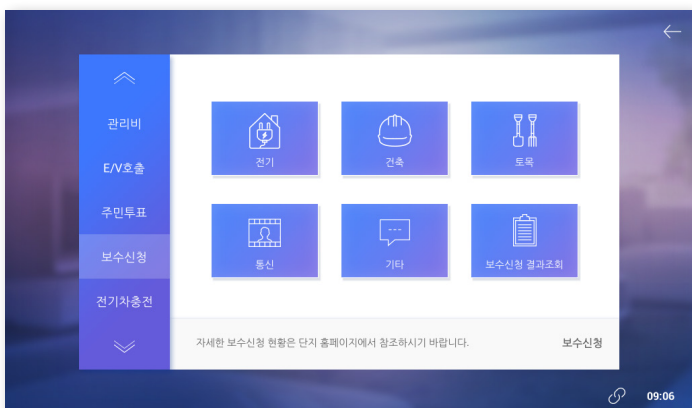 관리비
E/V호출
주민투표
보수신청
전기차충전
전기
건축
토목
통신
기타
보수신청 결과조회
자세한 보수신청 현황은 단지 홈페이지에서 참조하시기 바랍니다.
보수신청
09:06